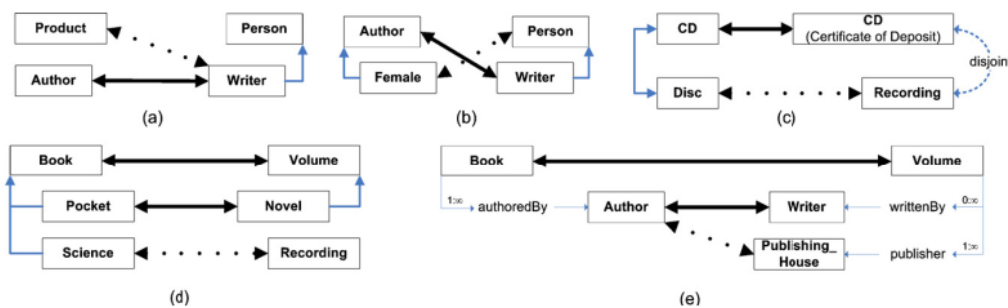 Product
Person
Author
Writer
(a)
Author
Person
Female
Writer
(b)
CD
CD
(Certificate of Deposit)
disjoin
Disc
Recording
(c)
Book
Volume
Pocket
Novel
Science
Recording
(d)
Book
Volume
1:∞
authoredBy
Author
Writer
writtenBy
0:∞
Publishing_
House
publisher
1:∞
(e)